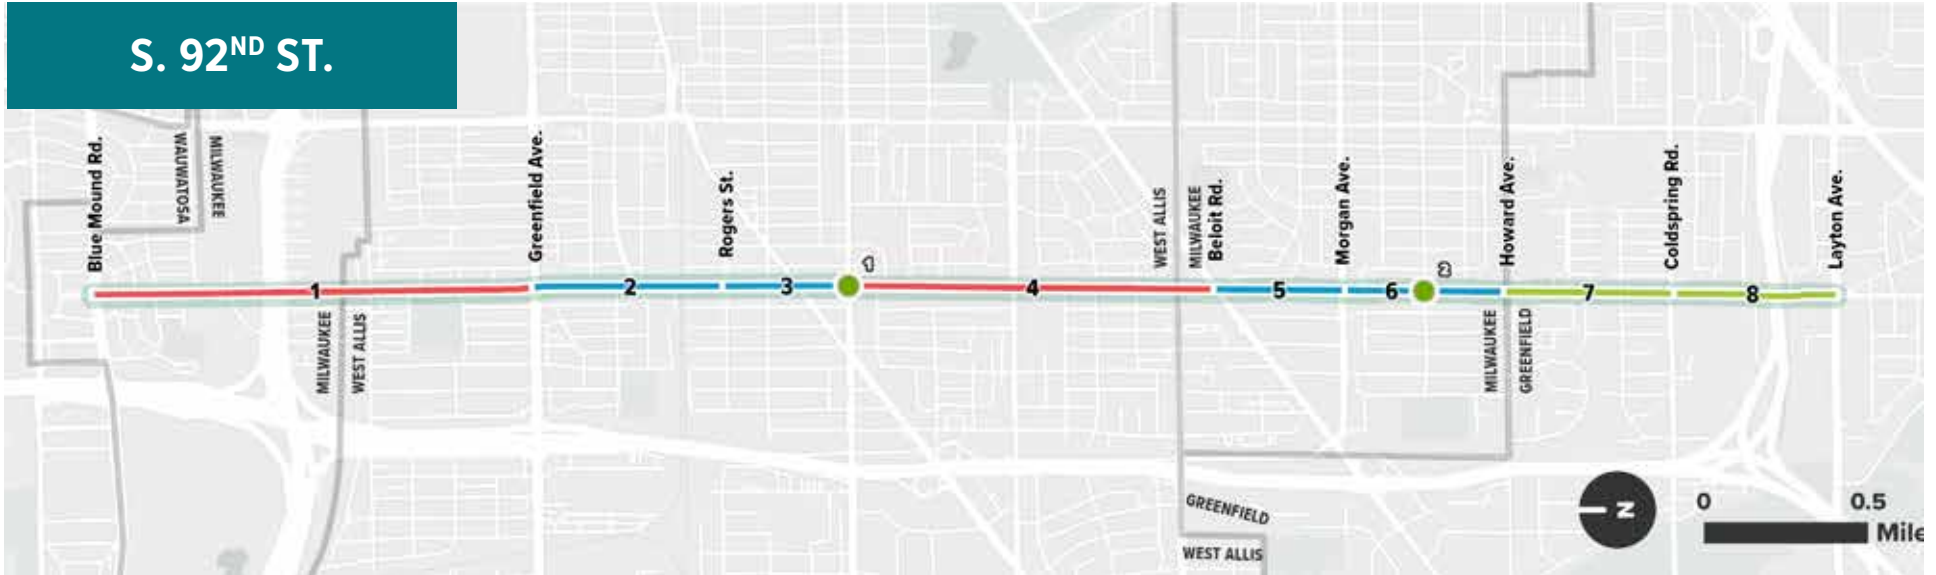 S. 92ND ST.
Blue Mound Rd.
WAUWATOSA
MILWAUKEE
Greenfield Ave.
Rogers St.
WEST ALLIS
MILWAUKEE
Beloit Rd.
Morgan Ave.
Howard Ave.
Coldspring Rd.
Layton Ave.
1
2
3
1
4
5
6
2
7
8
MILWAUKEE
WEST ALLIS
MILWAUKEE
GREENFIELD
GREENFIELD
WEST ALLIS
N
0 0.5
Mile